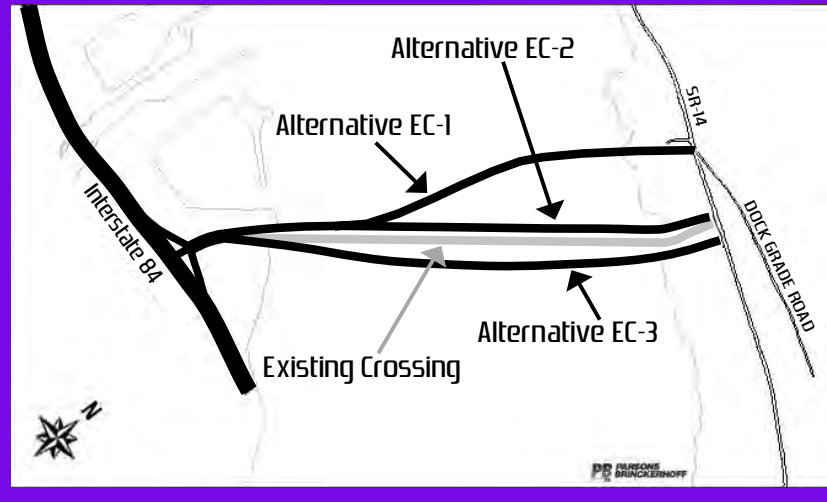 Alternative EC-2
SR-14
Alternative EC-1
Interstate 84
DOCK GRADE ROAD
Alternative EC-3
Existing Crossing
N
PB PARSONS
BRINCKERHOFF